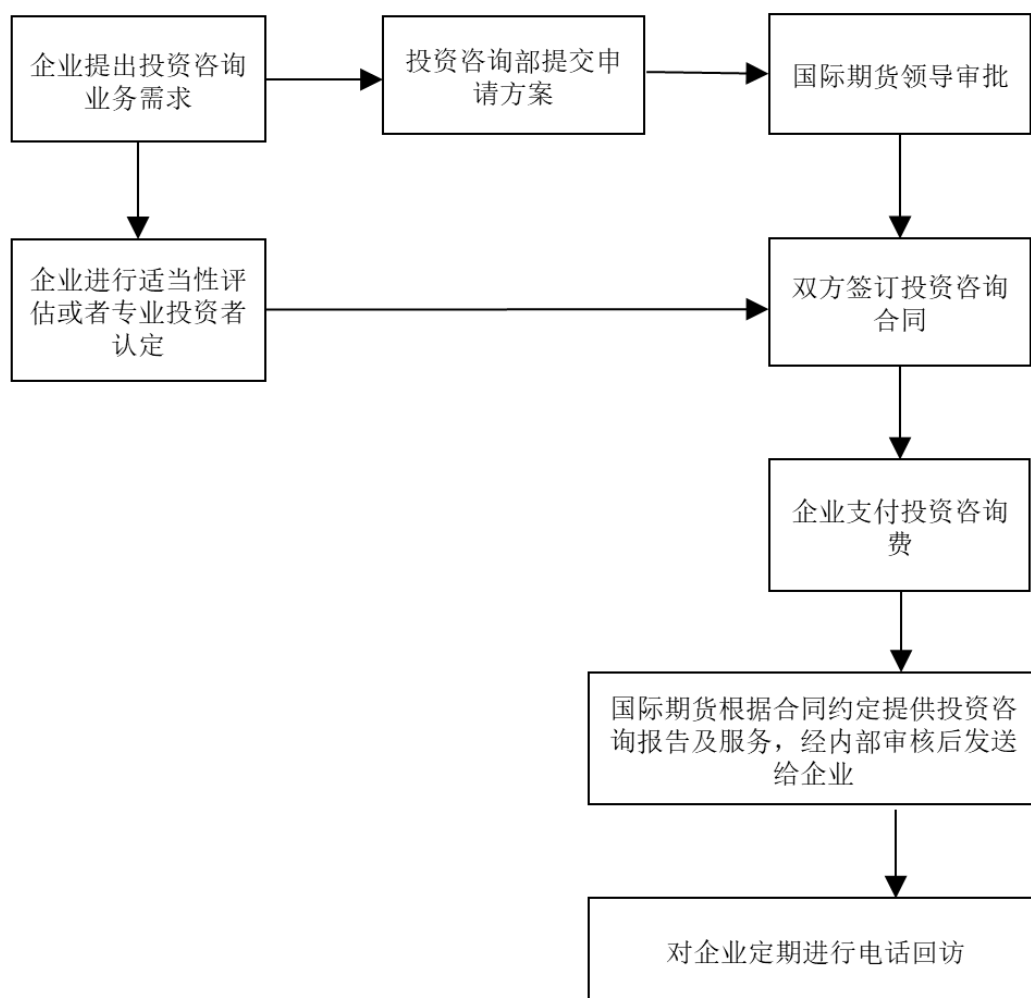 企业提出投资咨询
业务需求
投资咨询部提交申
请方案
国际期货领导审批
企业进行适当性评
估或者专业投资者
认定
双方签订投资咨询
合同
企业支付投资咨询
费
国际期货根据合同约定提供投资咨
询报告及服务，经内部审核后发送
给企业
对企业定期进行电话回访